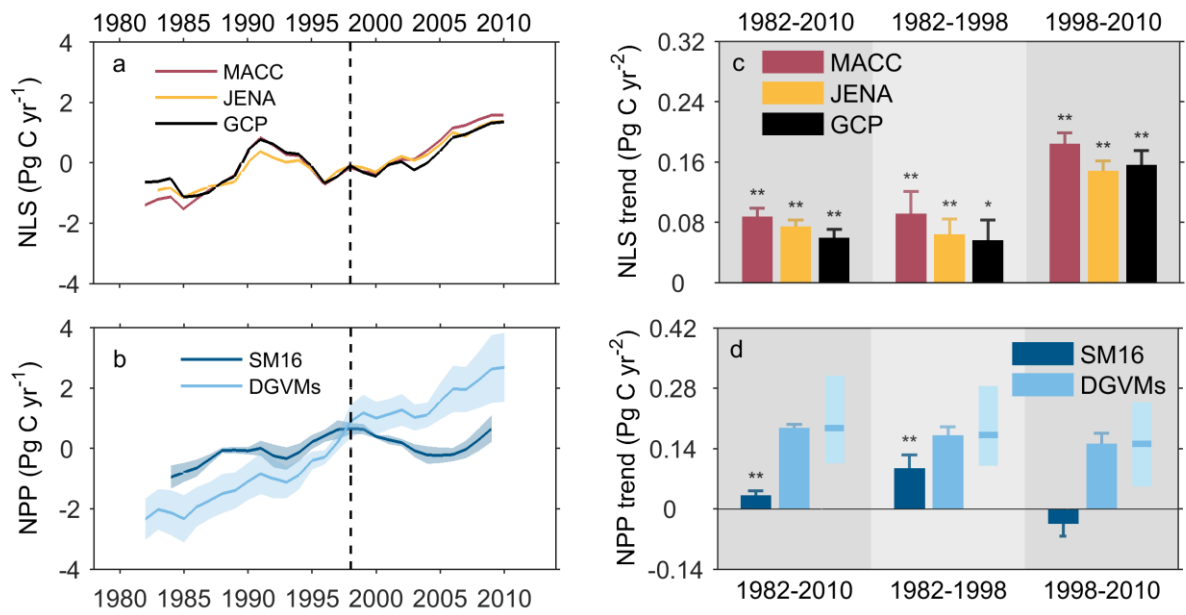 1980 1985 1990 1995 2000 2005 2010
4
2
0
-2
-4
NLS (Pg C yr-1)
a
MACC
JENA
GCP
4
2
0
-2
-4
NPP (Pg C yr-1)
b
SM16
DGVMs
1980 1985 1990 1995 2000 2005 2010
1982-2010 1982-1998 1998-2010
0.32
0.24
0.16
0.08
0
NLS trend (Pg C yr-2)
c
MACC
JENA
GCP
** ** **
** ** *
** ** **
0.42
0.28
0.14
0
-0.14
NPP trend (Pg C yr-2)
d
SM16
DGVMs
**
**
1982-2010 1982-1998 1998-2010